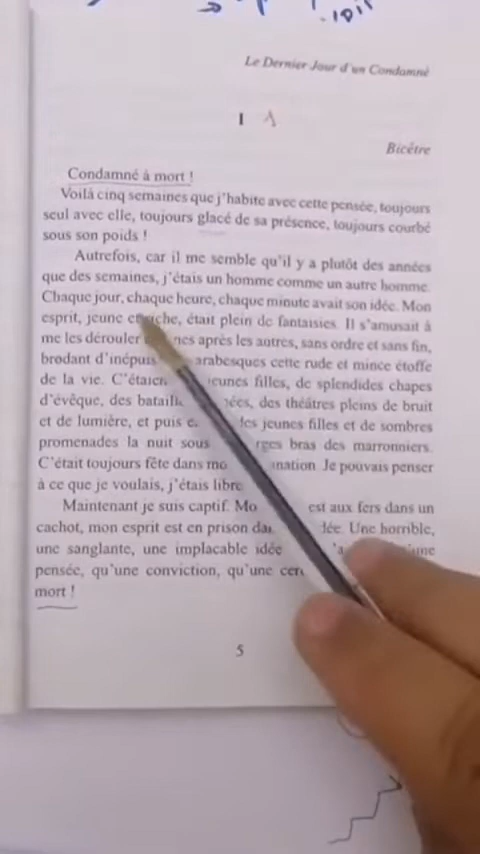 Le Dernier Jour d'un Condamné
I A
Bicêtre
Condamné à mort !
Voilà cinq semaines que j'habite avec cette pensée, toujours
seul avec elle, toujours glacé de sa présence, toujours courbé
sous son poids !
Autrefois, car il me semble qu'il y a plutôt des années
que des semaines, j'étais un homme comme un autre homme.
Chaque jour, chaque heure, chaque minute avait son idée. Mon
esprit, jeune et riche, était plein de fantaisies. Il s'amusait à
me les dérouler nes après les autres, sans ordre et sans fin,
brodant d'inépuis arabesques cette rude et mince étoffe
de la vie. C'étaien jeunes filles, de splendides chapes
d'évêque, des batail ées, des théâtres pleins de bruit
et de lumière, et puis e les jeunes filles et de sombres
promenades la nuit sous rges bras des marronniers.
C'était toujours fête dans mo ination. Je pouvais penser
à ce que je voulais, j'étais libre
Maintenant je suis captif. Mo est aux fers dans un
cachot, mon esprit est en prison da dée. Une horrible,
une sanglante, une implacable idée
pensée, qu'une conviction, qu'une cer
mort !
5